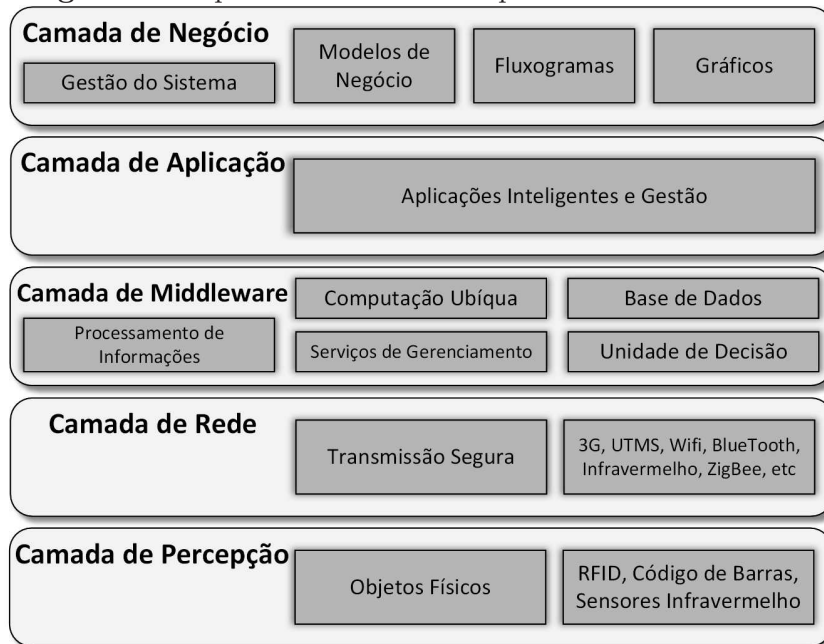 Camada de Negócio
Gestão do Sistema
Modelos de
Negócio
Fluxogramas
Gráficos
Camada de Aplicação
Aplicações Inteligentes e Gestão
Camada de Middleware
Processamento de
Informações
Computação Ubíqua
Base de Dados
Serviços de Gerenciamento
Unidade de Decisão
Camada de Rede
Transmissão Segura
3G, UTMS, Wifi, BlueTooth,
Infravermelho, ZigBee, etc
Camada de Percepção
Objetos Físicos
RFID, Código de Barras,
Sensores Infravermelho